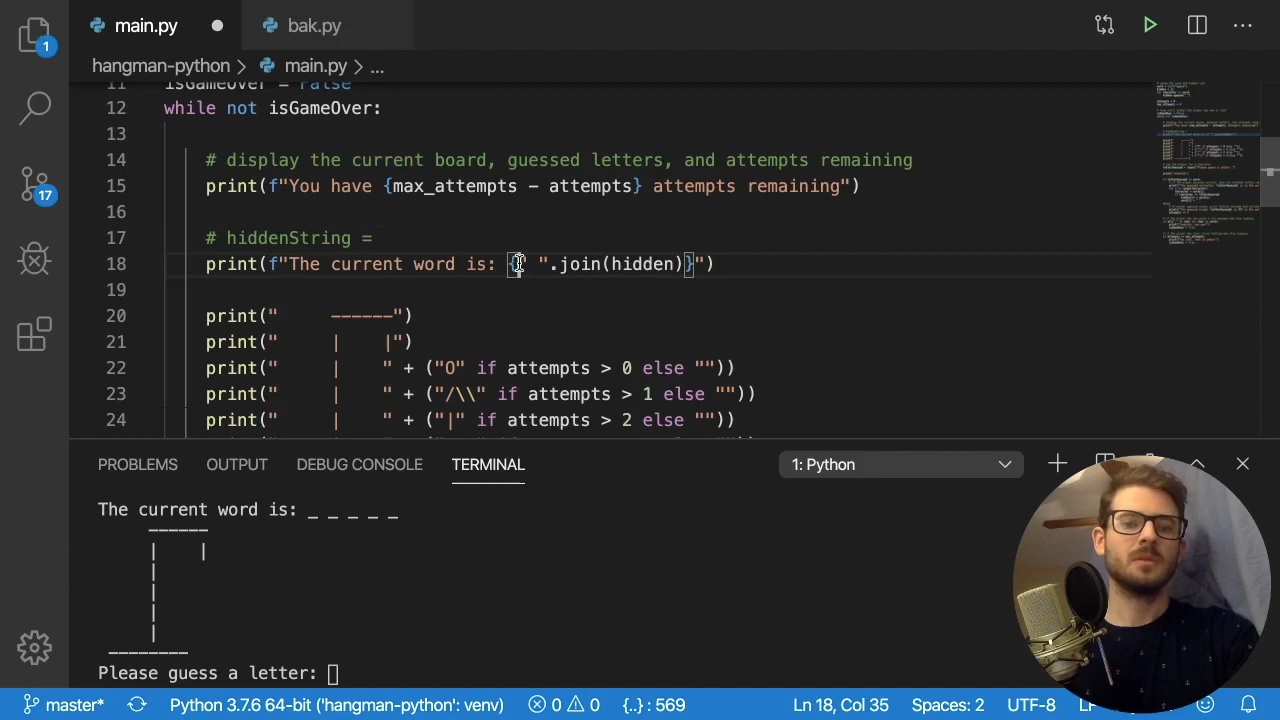 main.py
bak.py
1
hangman-python > main.py > ...
11 isGameOver = False
12 while not isGameOver:
13
14 # display the current board, guessed letters, and attempts remaining
15 print(f"You have {max_attempts - attempts} attempts remaining")
16
17 # hiddenString =
18 print(f"The current word is: {" ".join(hidden)}")
19
20 print("     ------")
21 print("     |    |")
22 print("     |    " + ("O" if attempts > 0 else ""))
23 print("     |    " + ("/\\" if attempts > 1 else ""))
24 print("     |    " + ("|" if attempts > 2 else ""))
17
PROBLEMS OUTPUT DEBUG CONSOLE TERMINAL 1: Python
The current word is: _ _ _ _ _
------
|    |
|
|
|
|
--------
Please guess a letter:
master* Python 3.7.6 64-bit ('hangman-python': venv) 0 0 {..} : 569 Ln 18, Col 35 Spaces: 2 UTF-8